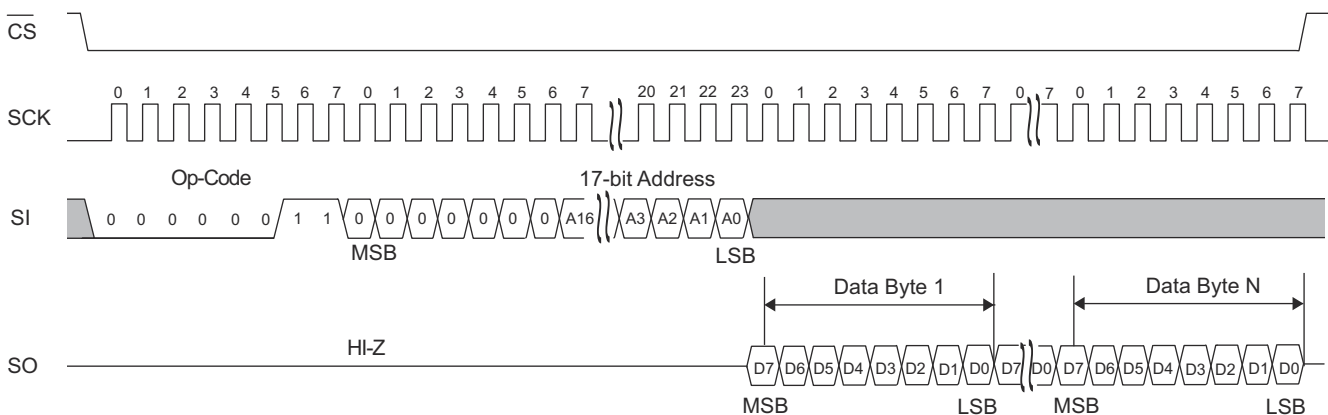 CS
0 1 2 3 4 5 6 7 0 1 2 3 4 5 6 7 20 21 22 23 0 1 2 3 4 5 6 7 0 7 0 1 2 3 4 5 6 7
SCK
Op-Code 17-bit Address
SI 0 0 0 0 0 0 1 1 0 0 0 0 0 0 0 A16 A3 A2 A1 A0
MSB LSB
Data Byte 1 Data Byte N
HI-Z
SO D7 D6 D5 D4 D3 D2 D1 D0 D7 D0 D7 D6 D5 D4 D3 D2 D1 D0
MSB LSB MSB LSB